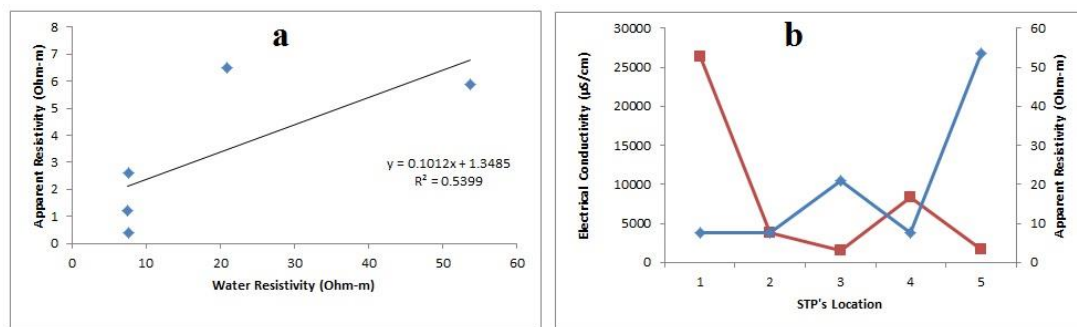 a
8
7
6
5
4
3
2
1
0
Apparent Resistivity (Ohm-m)
y = 0.1012x + 1.3485
R² = 0.5399
0 10 20 30 40 50 60
Water Resistivity (Ohm-m)
b
30000
25000
20000
15000
10000
5000
0
Electrical Conductivity (µS/cm)
60
50
40
30
20
10
0
Apparent Resistivity (Ohm-m)
1 2 3 4 5
STP's Location